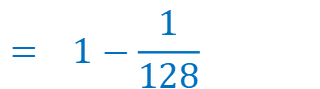 = 1 − 1/128